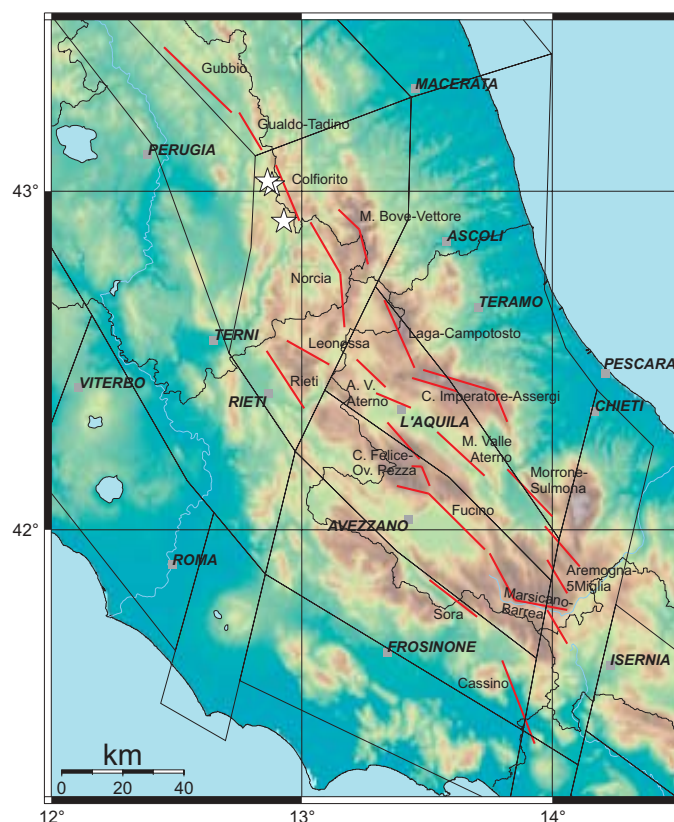 Gubbio
MACERATA
Gualdo-Tadino
PERUGIA
43°
Colfiorito
M. Bove-Vettore
ASCOLI
Norcia
TERAMO
TERNI
Laga-Campotosto
Leonessa
PESCARA
VITERBO
Rieti
A. V.
Aterno
C. Imperatore-Assergi
RIETI
CHIETI
L'AQUILA
M. Valle
Aterno
C. Felice-
Ov. Pezza
Morrone-
Sulmona
Fucino
42°
AVEZZANO
ROMA
Aremogna-
5Miglia
Marsicano-
Barrea
Sora
FROSINONE
ISERNIA
Cassino
km
0 20 40
12° 13° 14°